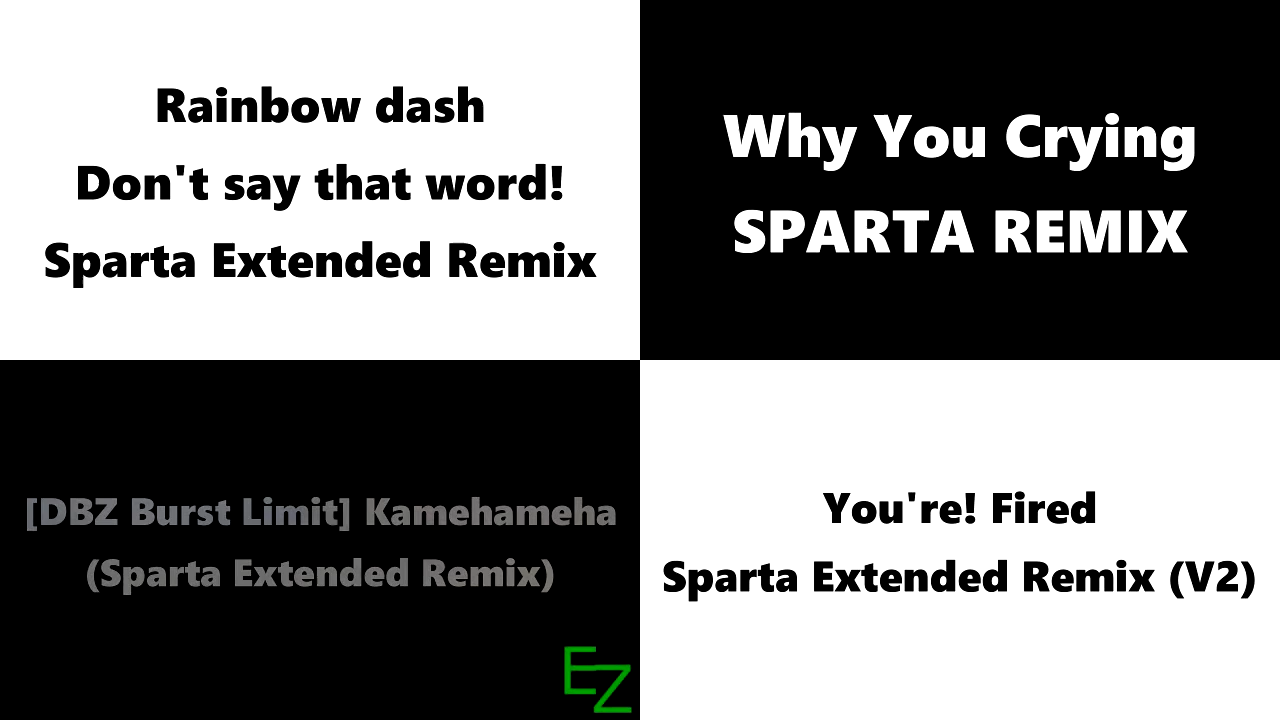 Rainbow dash
Don't say that word!
Sparta Extended Remix
Why You Crying
SPARTA REMIX
[DBZ Burst Limit] Kamehameha
(Sparta Extended Remix)
EZ
You're! Fired
Sparta Extended Remix (V2)